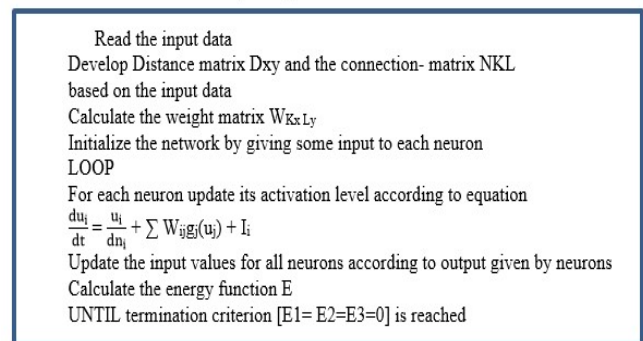 Read the input data
Develop Distance matrix Dxy and the connection- matrix NKL
based on the input data
Calculate the weight matrix WKx Ly
Initialize the network by giving some input to each neuron
LOOP
For each neuron update its activation level according to equation
duᵢ/dt = uᵢ/dnᵢ + ∑ Wᵢⱼgⱼ(uⱼ) + Iᵢ
Update the input values for all neurons according to output given by neurons
Calculate the energy function E
UNTIL termination criterion [E1= E2=E3=0] is reached